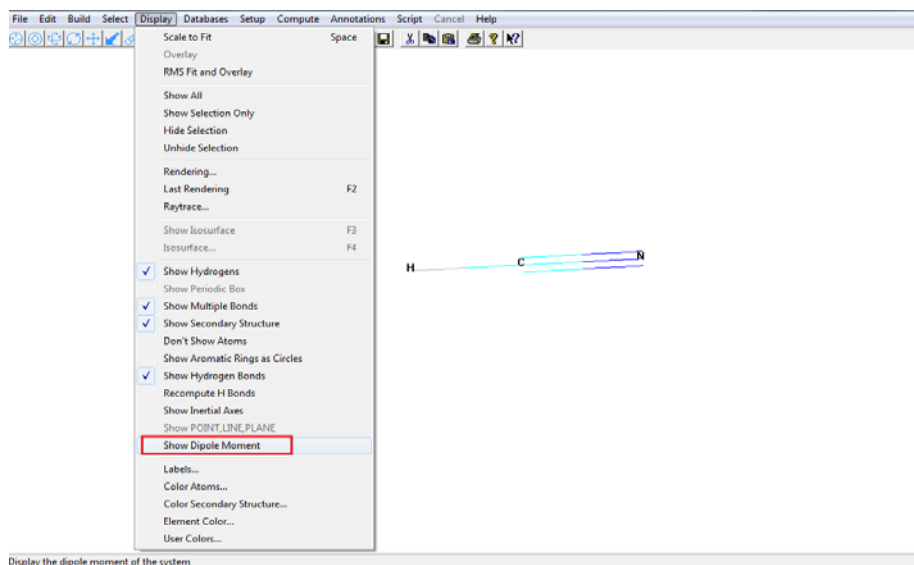 File Edit Build Select Display Databases Setup Compute Annotations Script Cancel Help
Scale to Fit Space
Overlay
RMS Fit and Overlay
Show All
Show Selection Only
Hide Selection
Unhide Selection
Rendering...
Last Rendering F2
Raytrace...
Show Isosurface F3
Isosurface... F4
Show Hydrogens
Show Periodic Box
Show Multiple Bonds
Show Secondary Structure
Don't Show Atoms
Show Aromatic Rings as Circles
Show Hydrogen Bonds
Recompute H Bonds
Show Inertial Axes
Show POINT,LINE,PLANE
Show Dipole Moment
Labels...
Color Atoms...
Color Secondary Structure...
Element Color...
User Colors...
H C N
Display the dipole moment of the system